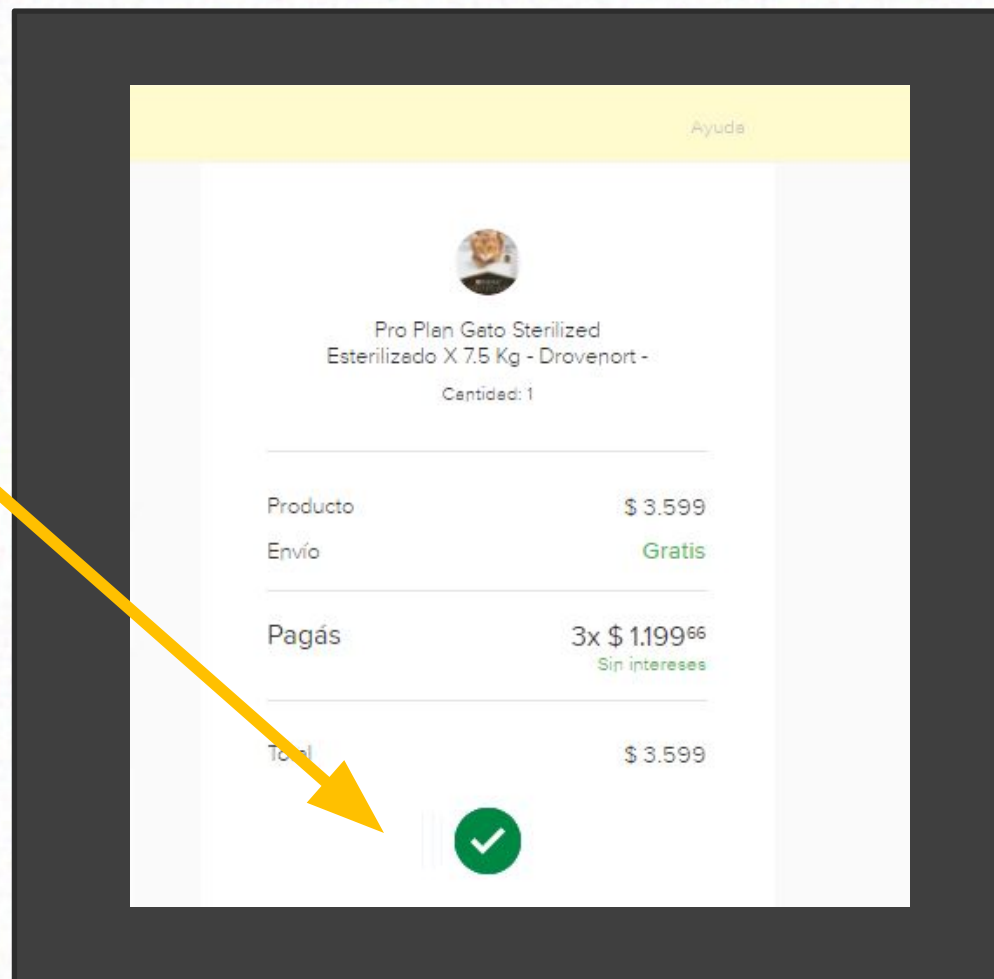 Ayuda
Pro Plan Gato Sterilized
Esterilizado X 7.5 Kg - Drovenort -
Cantidad: 1
Producto $ 3.599
Envío Gratis
Pagás 3x $ 1.199⁶⁶
Sin intereses
Total $ 3.599